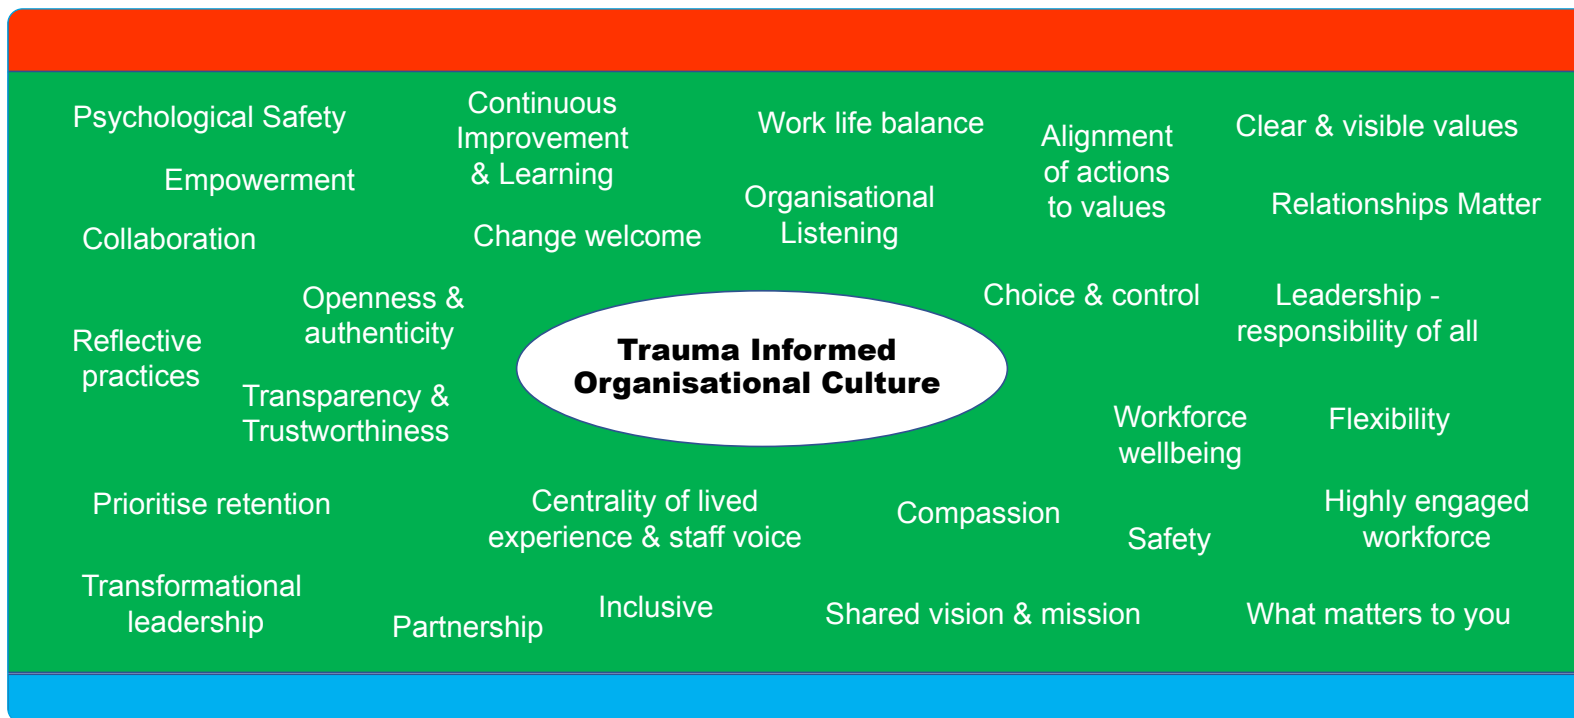 Psychological Safety
Continuous
Improvement
& Learning
Work life balance
Alignment
of actions
to values
Clear & visible values
Empowerment
Organisational
Listening
Relationships Matter
Collaboration
Change welcome
Openness &
authenticity
Choice & control
Leadership -
responsibility of all
Reflective
practices
Trauma Informed
Organisational Culture
Transparency &
Trustworthiness
Workforce
wellbeing
Flexibility
Prioritise retention
Centrality of lived
experience & staff voice
Compassion
Safety
Highly engaged
workforce
Transformational
leadership
Partnership
Inclusive
Shared vision & mission
What matters to you